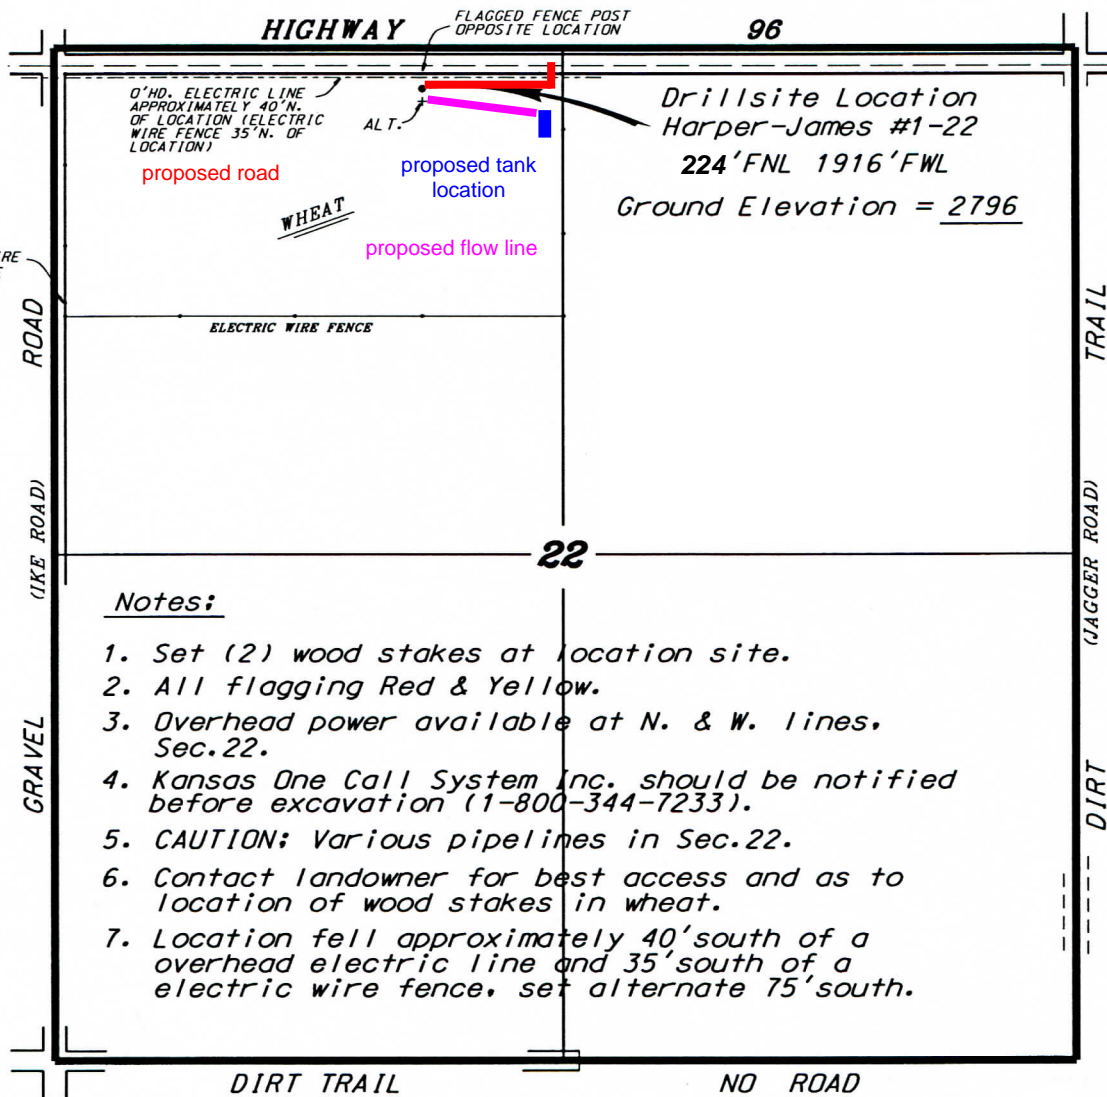 HIGHWAY 96
FLAGGED FENCE POST
OPPOSITE LOCATION
O'HD. ELECTRIC LINE
APPROXIMATELY 40'N.
OF LOCATION (ELECTRIC
WIRE FENCE 35'N. OF
LOCATION)
ALT.
Drillsite Location
Harper-James #1-22
224'FNL 1916'FWL
Ground Elevation = 2796
proposed road
proposed tank
location
WHEAT
proposed flow line
ELECTRIC WIRE FENCE
ROAD
(IKE ROAD)
GRAVEL
TRAIL
(JAGGER ROAD)
DIRT
22
Notes:
1. Set (2) wood stakes at location site.
2. All flagging Red & Yellow.
3. Overhead power available at N. & W. lines,
Sec.22.
4. Kansas One Call System Inc. should be notified
before excavation (1-800-344-7233).
5. CAUTION: Various pipelines in Sec.22.
6. Contact landowner for best access and as to
location of wood stakes in wheat.
7. Location fell approximately 40'south of a
overhead electric line and 35'south of a
electric wire fence, set alternate 75'south.
DIRT TRAIL
NO ROAD